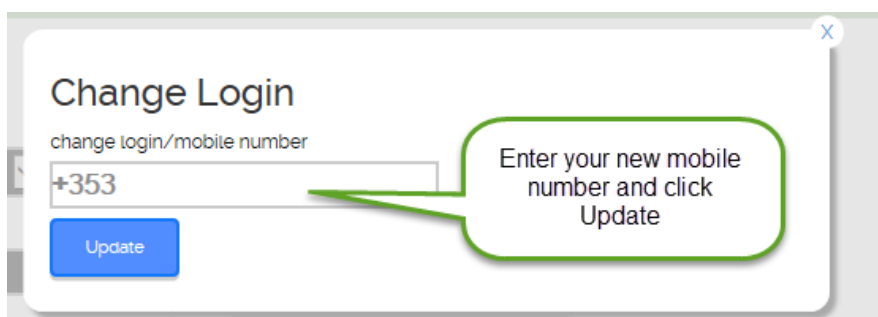 X
Change Login
change login/mobile number
+353
Enter your new mobile
number and click
Update
Update